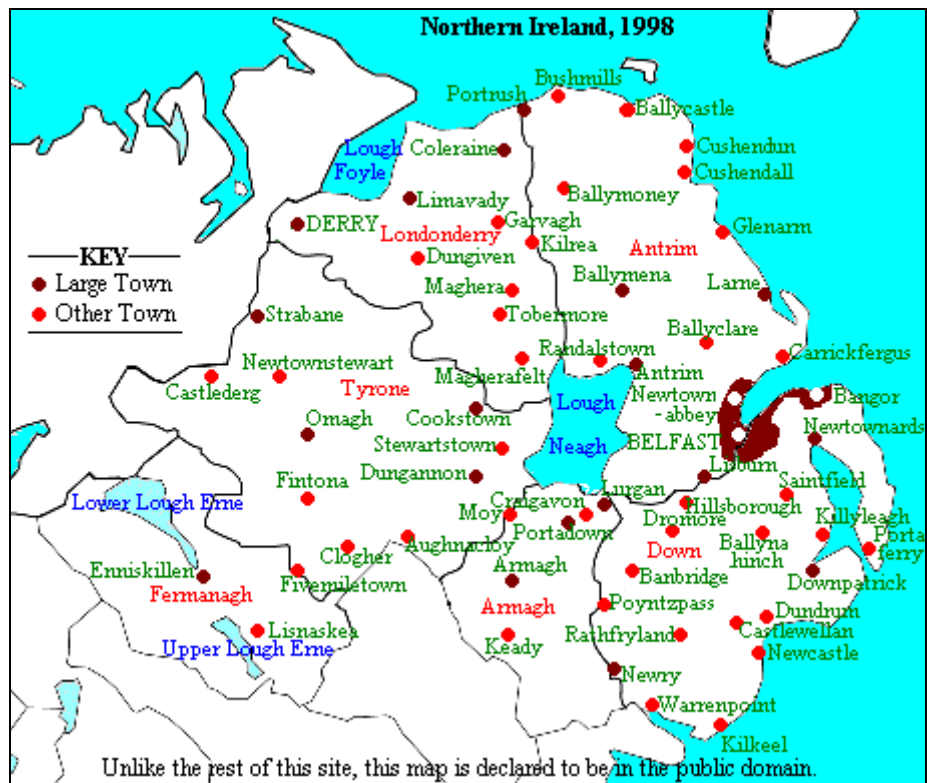 Northern Ireland, 1998
Bushmills
Portrush
Ballycastle
Coleraine
Lough
Foyle
Cushendun
Cushendall
Limavady
Ballymoney
DERRY
Londonderry
Garvagh
Kilrea
Antrim
Glenarm
KEY
Large Town
Other Town
Dungiven
Maghera
Ballymena
Larne
Strabane
Tobermore
Ballyclare
Newtownstewart
Castlederg
Tyrone
Magherafelt
Randalstown
Antrim
Carrickfergus
Omagh
Cookstown
Lough
Neagh
Newtown
-abbey
Bangor
Stewartstown
BELFAST
Newtownards
Dungannon
Lisburn
Fintona
Lower Lough Erne
Craigavon
Lurgan
Saintfield
Moy
Portadown
Dromore
Hillsborough
Killyleagh
Clogher
Aughnacloy
Down
Ballyna
hinch
Porta
ferry
Enniskillen
Fermanagh
Fivemiletown
Armagh
Armagh
Banbridge
Downpatrick
Poyntzpass
Dundrum
Lisnaskea
Upper Lough Erne
Keady
Rathfryland
Castlewellan
Newcastle
Newry
Warrenpoint
Kilkeel
Unlike the rest of this site, this map is declared to be in the public domain.